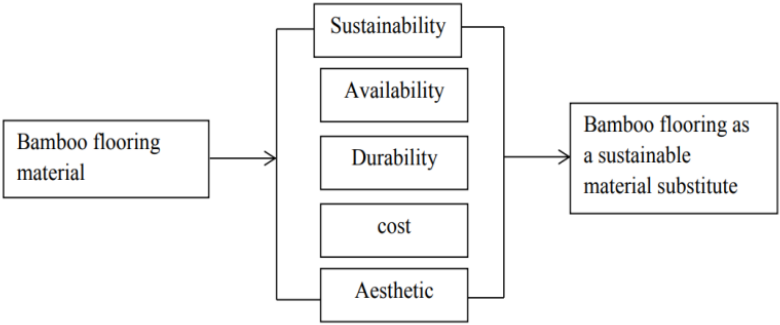 Sustainability
Availability
Bamboo flooring
material
Durability
cost
Aesthetic
Bamboo flooring as
a sustainable
material substitute